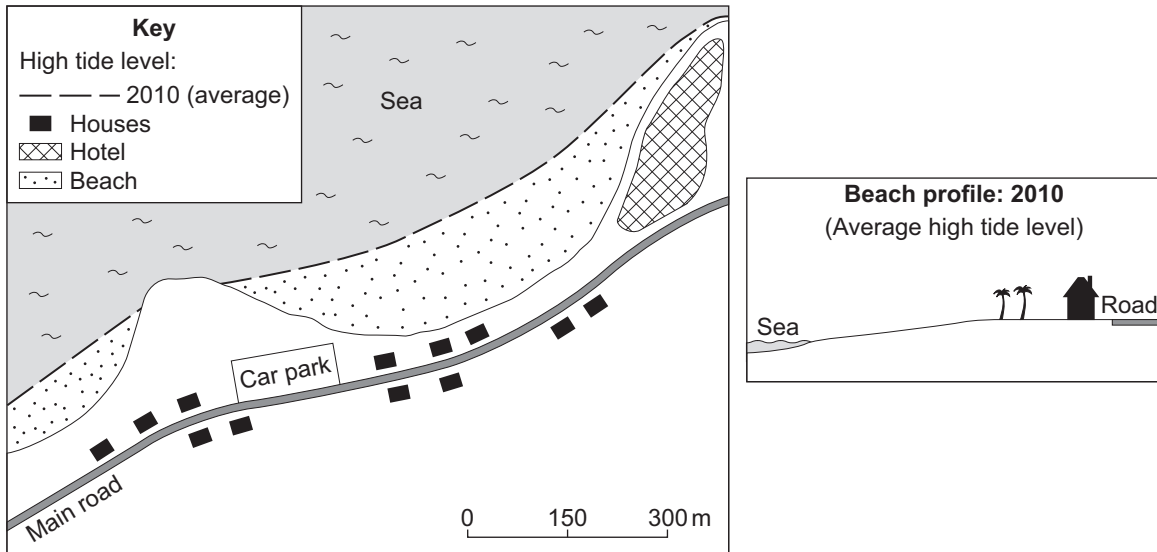 Key
High tide level:
2010 (average)
Houses
Hotel
Beach
Sea
Car park
Main road
0 150 300 m
Beach profile: 2010
(Average high tide level)
Sea
Road